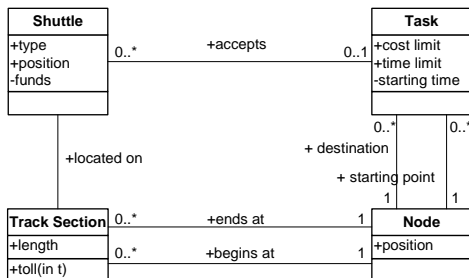 Shuttle
+type
+position
-funds
0..*
+accepts
0..1
Task
+cost limit
+time limit
-starting time
+located on
0..*
0..*
+ destination
+ starting point
1
1
Track Section
+length
+toll(in t)
0..*
+ends at
1
0..*
+begins at
1
Node
+position